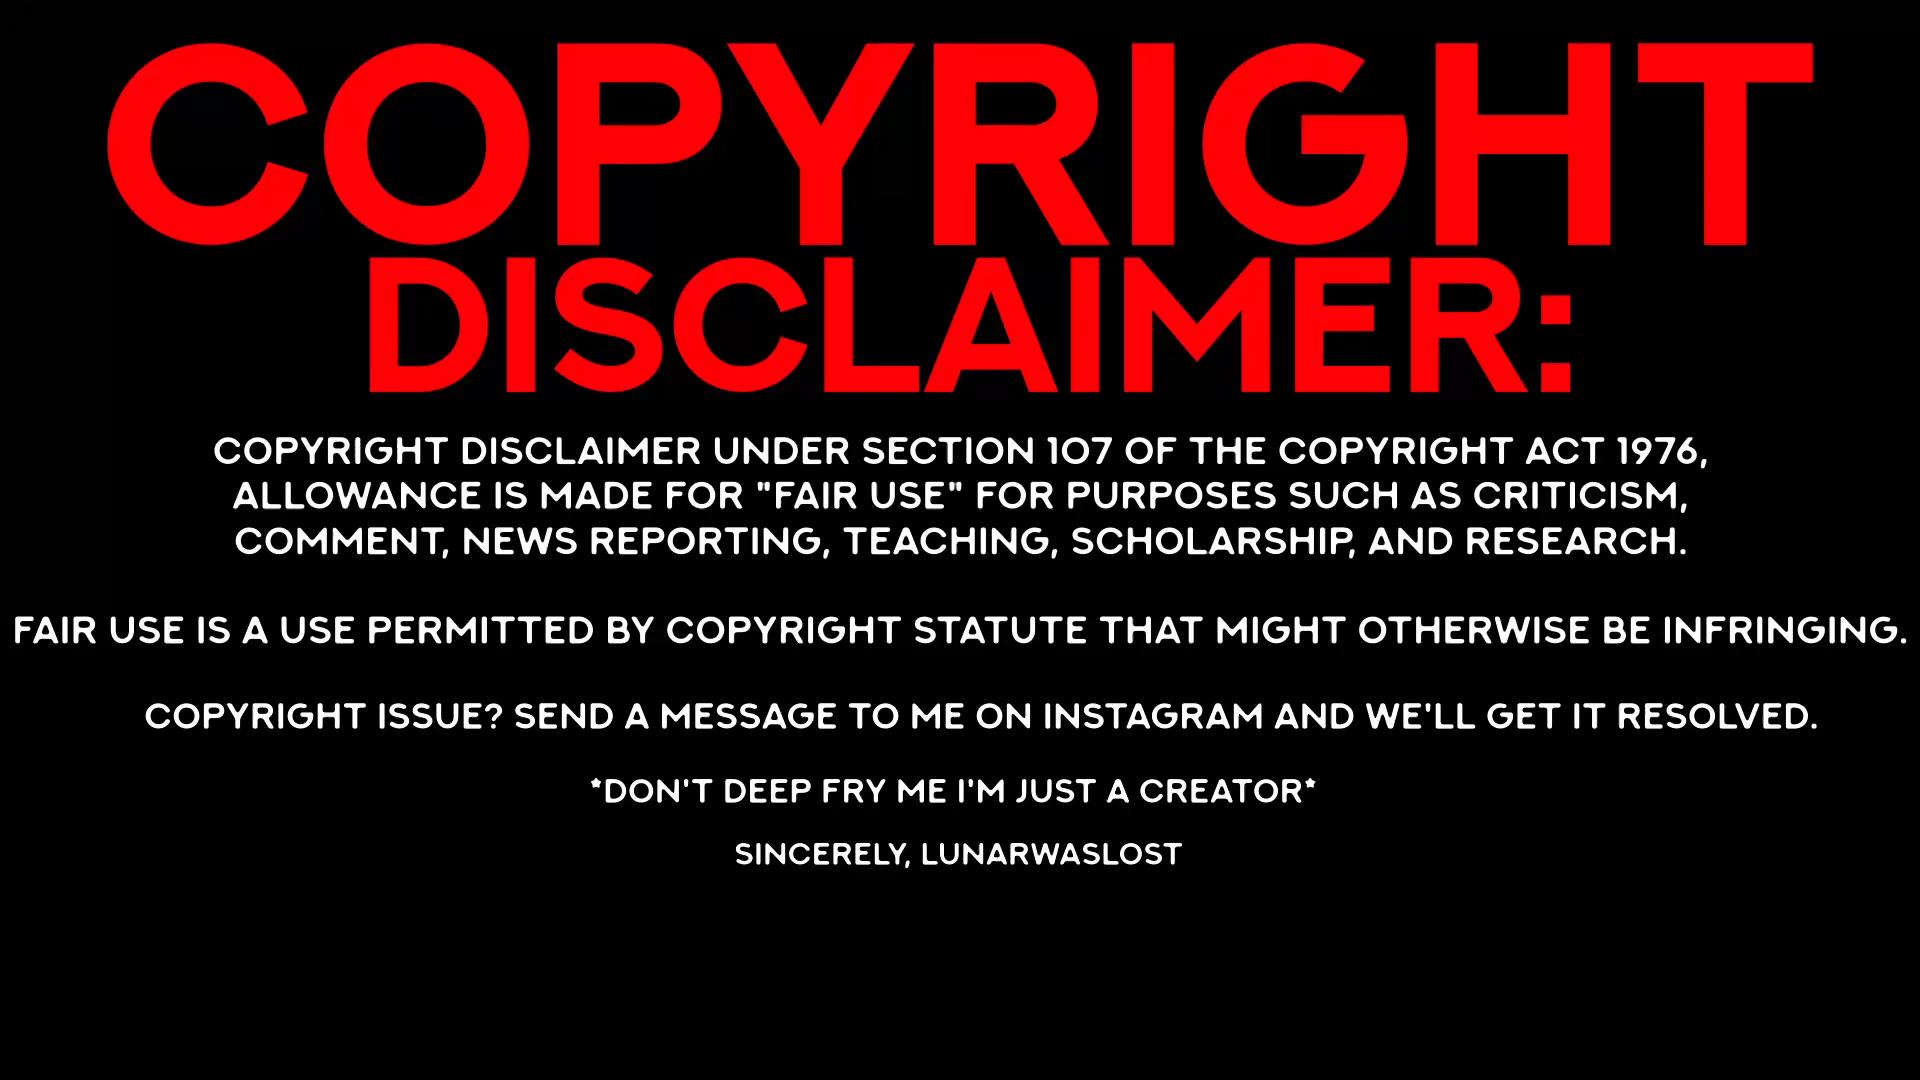 COPYRIGHT
DISCLAIMER:
COPYRIGHT DISCLAIMER UNDER SECTION 107 OF THE COPYRIGHT ACT 1976,
ALLOWANCE IS MADE FOR "FAIR USE" FOR PURPOSES SUCH AS CRITICISM,
COMMENT, NEWS REPORTING, TEACHING, SCHOLARSHIP, AND RESEARCH.
FAIR USE IS A USE PERMITTED BY COPYRIGHT STATUTE THAT MIGHT OTHERWISE BE INFRINGING.
COPYRIGHT ISSUE? SEND A MESSAGE TO ME ON INSTAGRAM AND WE'LL GET IT RESOLVED.
*DON'T DEEP FRY ME I'M JUST A CREATOR*
SINCERELY, LUNARWASLOST